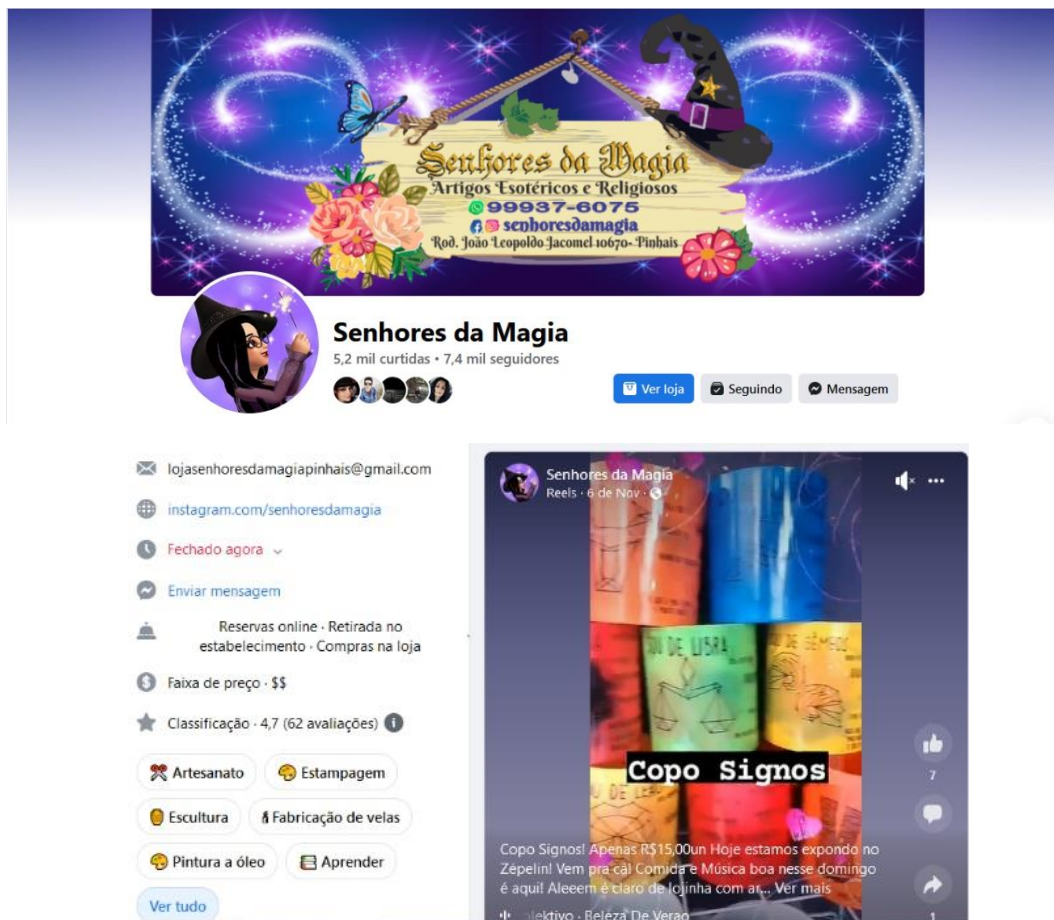 Senhores da Magia
Artigos Esotéricos e Religiosos
99937-6075
senhoresdamagia
Rod. João Leopoldo Jacomel 10670- Pinhais
Senhores da Magia
5,2 mil curtidas • 7,4 mil seguidores
Ver loja
Seguindo
Mensagem
lojasenhoresdamagiapinhais@gmail.com
instagram.com/senhoresdamagia
Fechado agora
Enviar mensagem
Reservas online · Retirada no
estabelecimento · Compras na loja
Faixa de preço · $$
Classificação · 4,7 (62 avaliações)
Artesanato
Estampagem
Escultura
Fabricação de velas
Pintura a óleo
Aprender
Ver tudo
Senhores da Magia
Reels · 6 de Nov ·
DE LIBRA
DE
Copo Signos
7
Copo Signos! Apenas R$15,00un Hoje estamos expondo no
Zépelin! Vem pra cá! Comida e Música boa nesse domingo
é aqui! Aleeem é claro de lojinha com ar... Ver mais
Beleza De Verao